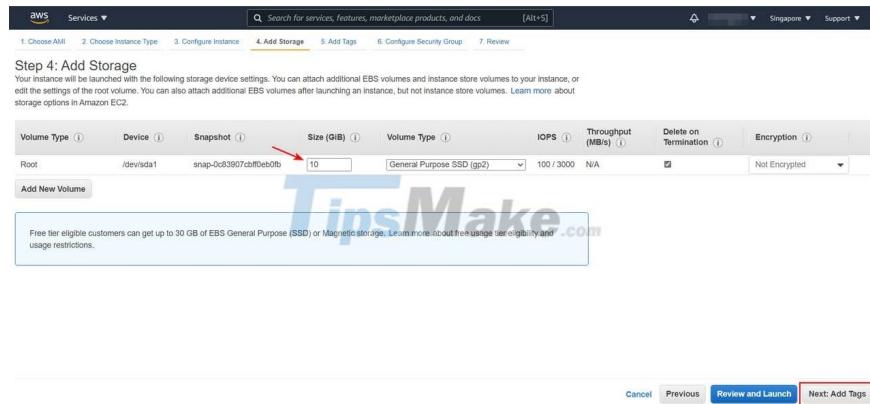 aws Services ▼ Search for services, features, marketplace products, and docs [Alt+S] Singapore ▼ Support ▼
1. Choose AMI 2. Choose Instance Type 3. Configure Instance 4. Add Storage 5. Add Tags 6. Configure Security Group 7. Review
Step 4: Add Storage
Your instance will be launched with the following storage device settings. You can attach additional EBS volumes and instance store volumes to your instance, or
edit the settings of the root volume. You can also attach additional EBS volumes after launching an instance, but not instance store volumes. Learn more about
storage options in Amazon EC2.
Volume Type Device Snapshot Size (GiB) Volume Type IOPS Throughput (MB/s) Delete on Termination Encryption
Root /dev/sda1 snap-0c83907cbff0eb0fb 10 General Purpose SSD (gp2) 100 / 3000 N/A Not Encrypted
Add New Volume
TipsMake.com
Free tier eligible customers can get up to 30 GB of EBS General Purpose (SSD) or Magnetic storage. Learn more about free usage tier eligibility and
usage restrictions.
Cancel Previous Review and Launch Next: Add Tags